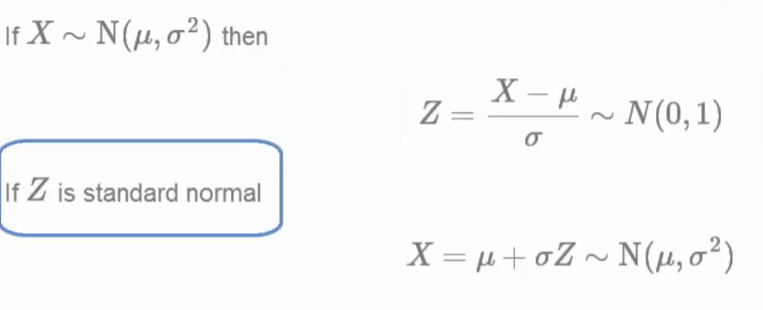 If X ∼ N(μ, σ²) then
Z = (X − μ)/σ ∼ N(0, 1)
If Z is standard normal
X = μ + σZ ∼ N(μ, σ²)